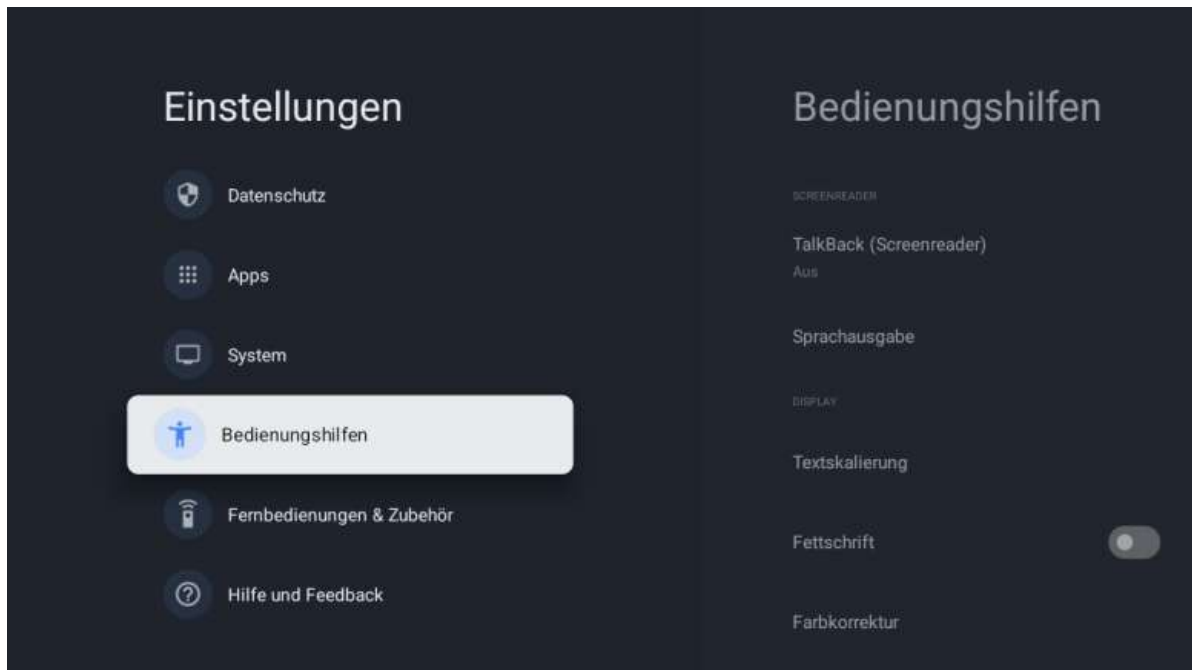 Einstellungen
Datenschutz
Apps
System
Bedienungshilfen
Fernbedienungen & Zubehör
Hilfe und Feedback
Bedienungshilfen
SCREENREADER
TalkBack (Screenreader)
Aus
Sprachausgabe
DISPLAY
Textskalierung
Fettschrift
Farbkorrektur